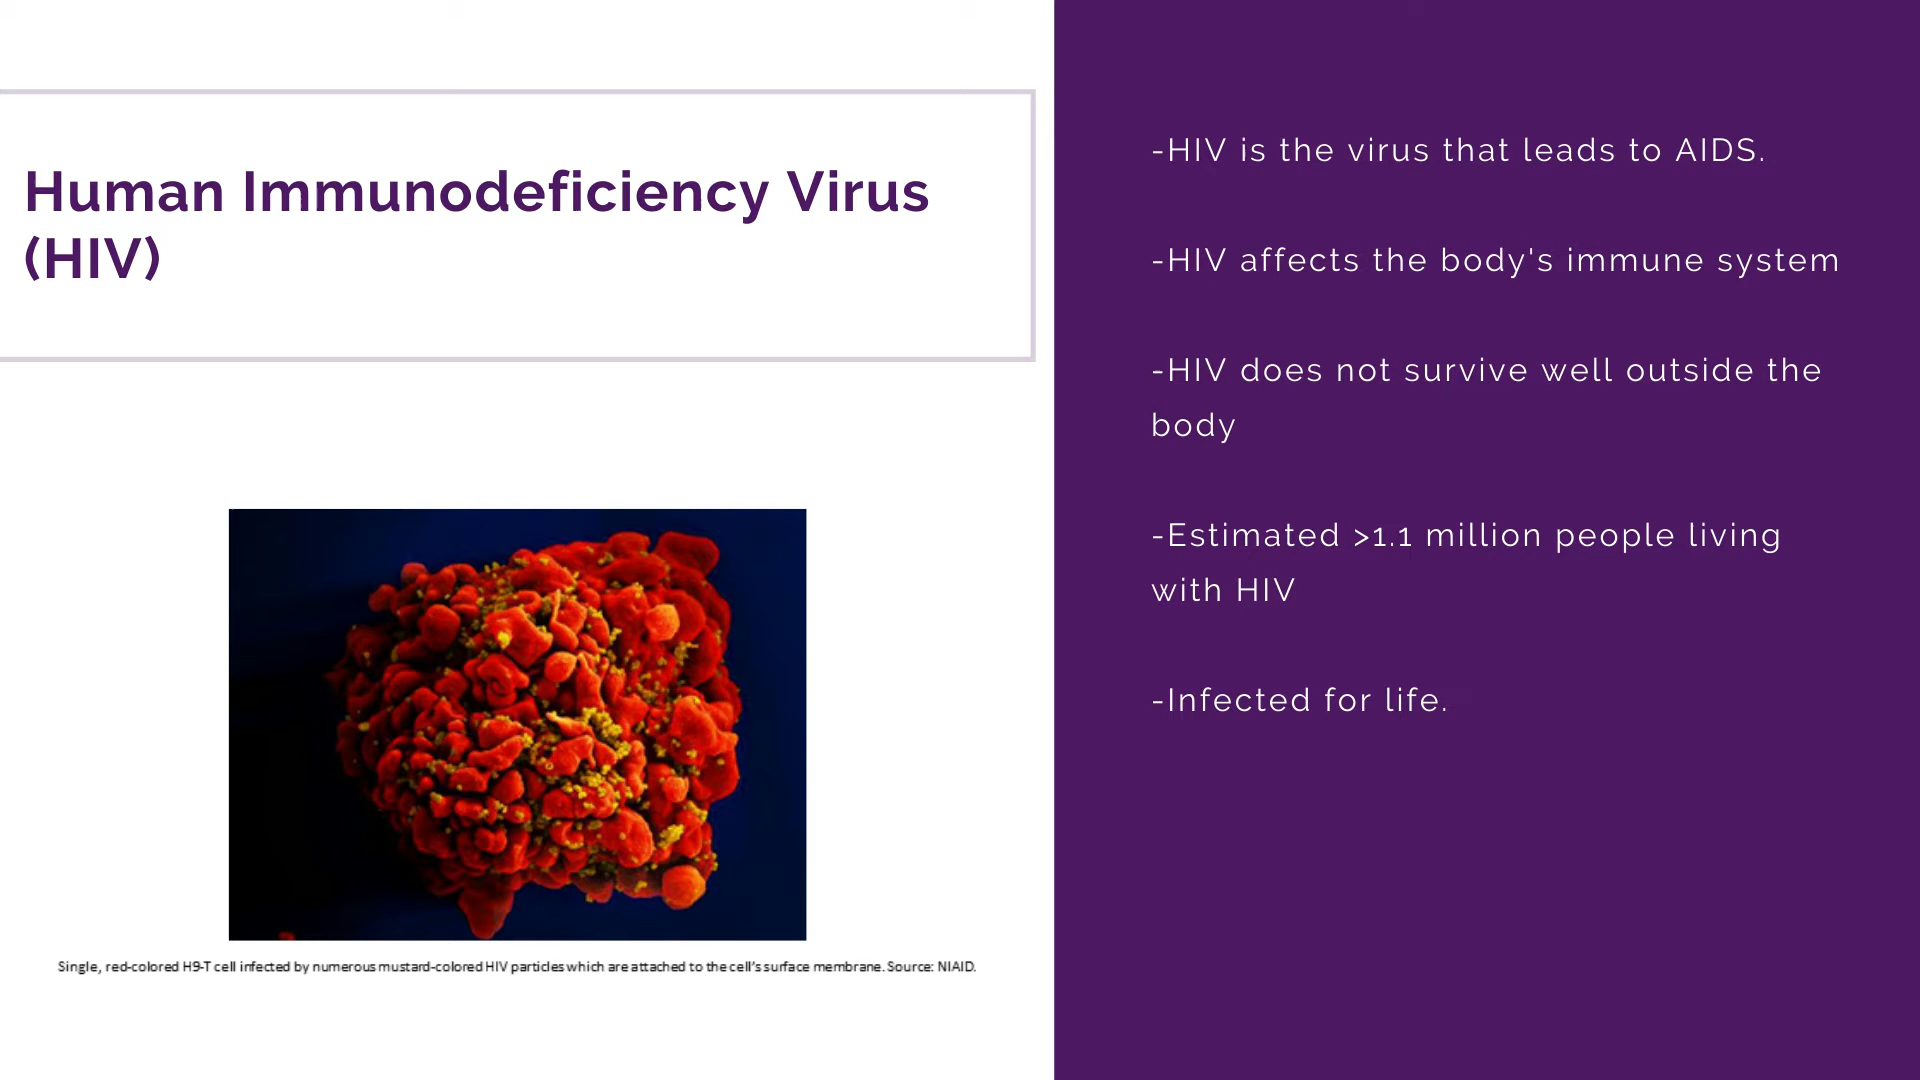 Human Immunodeficiency Virus
(HIV)
Single, red-colored H9-T cell infected by numerous mustard-colored HIV particles which are attached to the cell's surface membrane. Source: NIAID.
-HIV is the virus that leads to AIDS.
-HIV affects the body's immune system
-HIV does not survive well outside the
body
-Estimated >1.1 million people living
with HIV
-Infected for life.